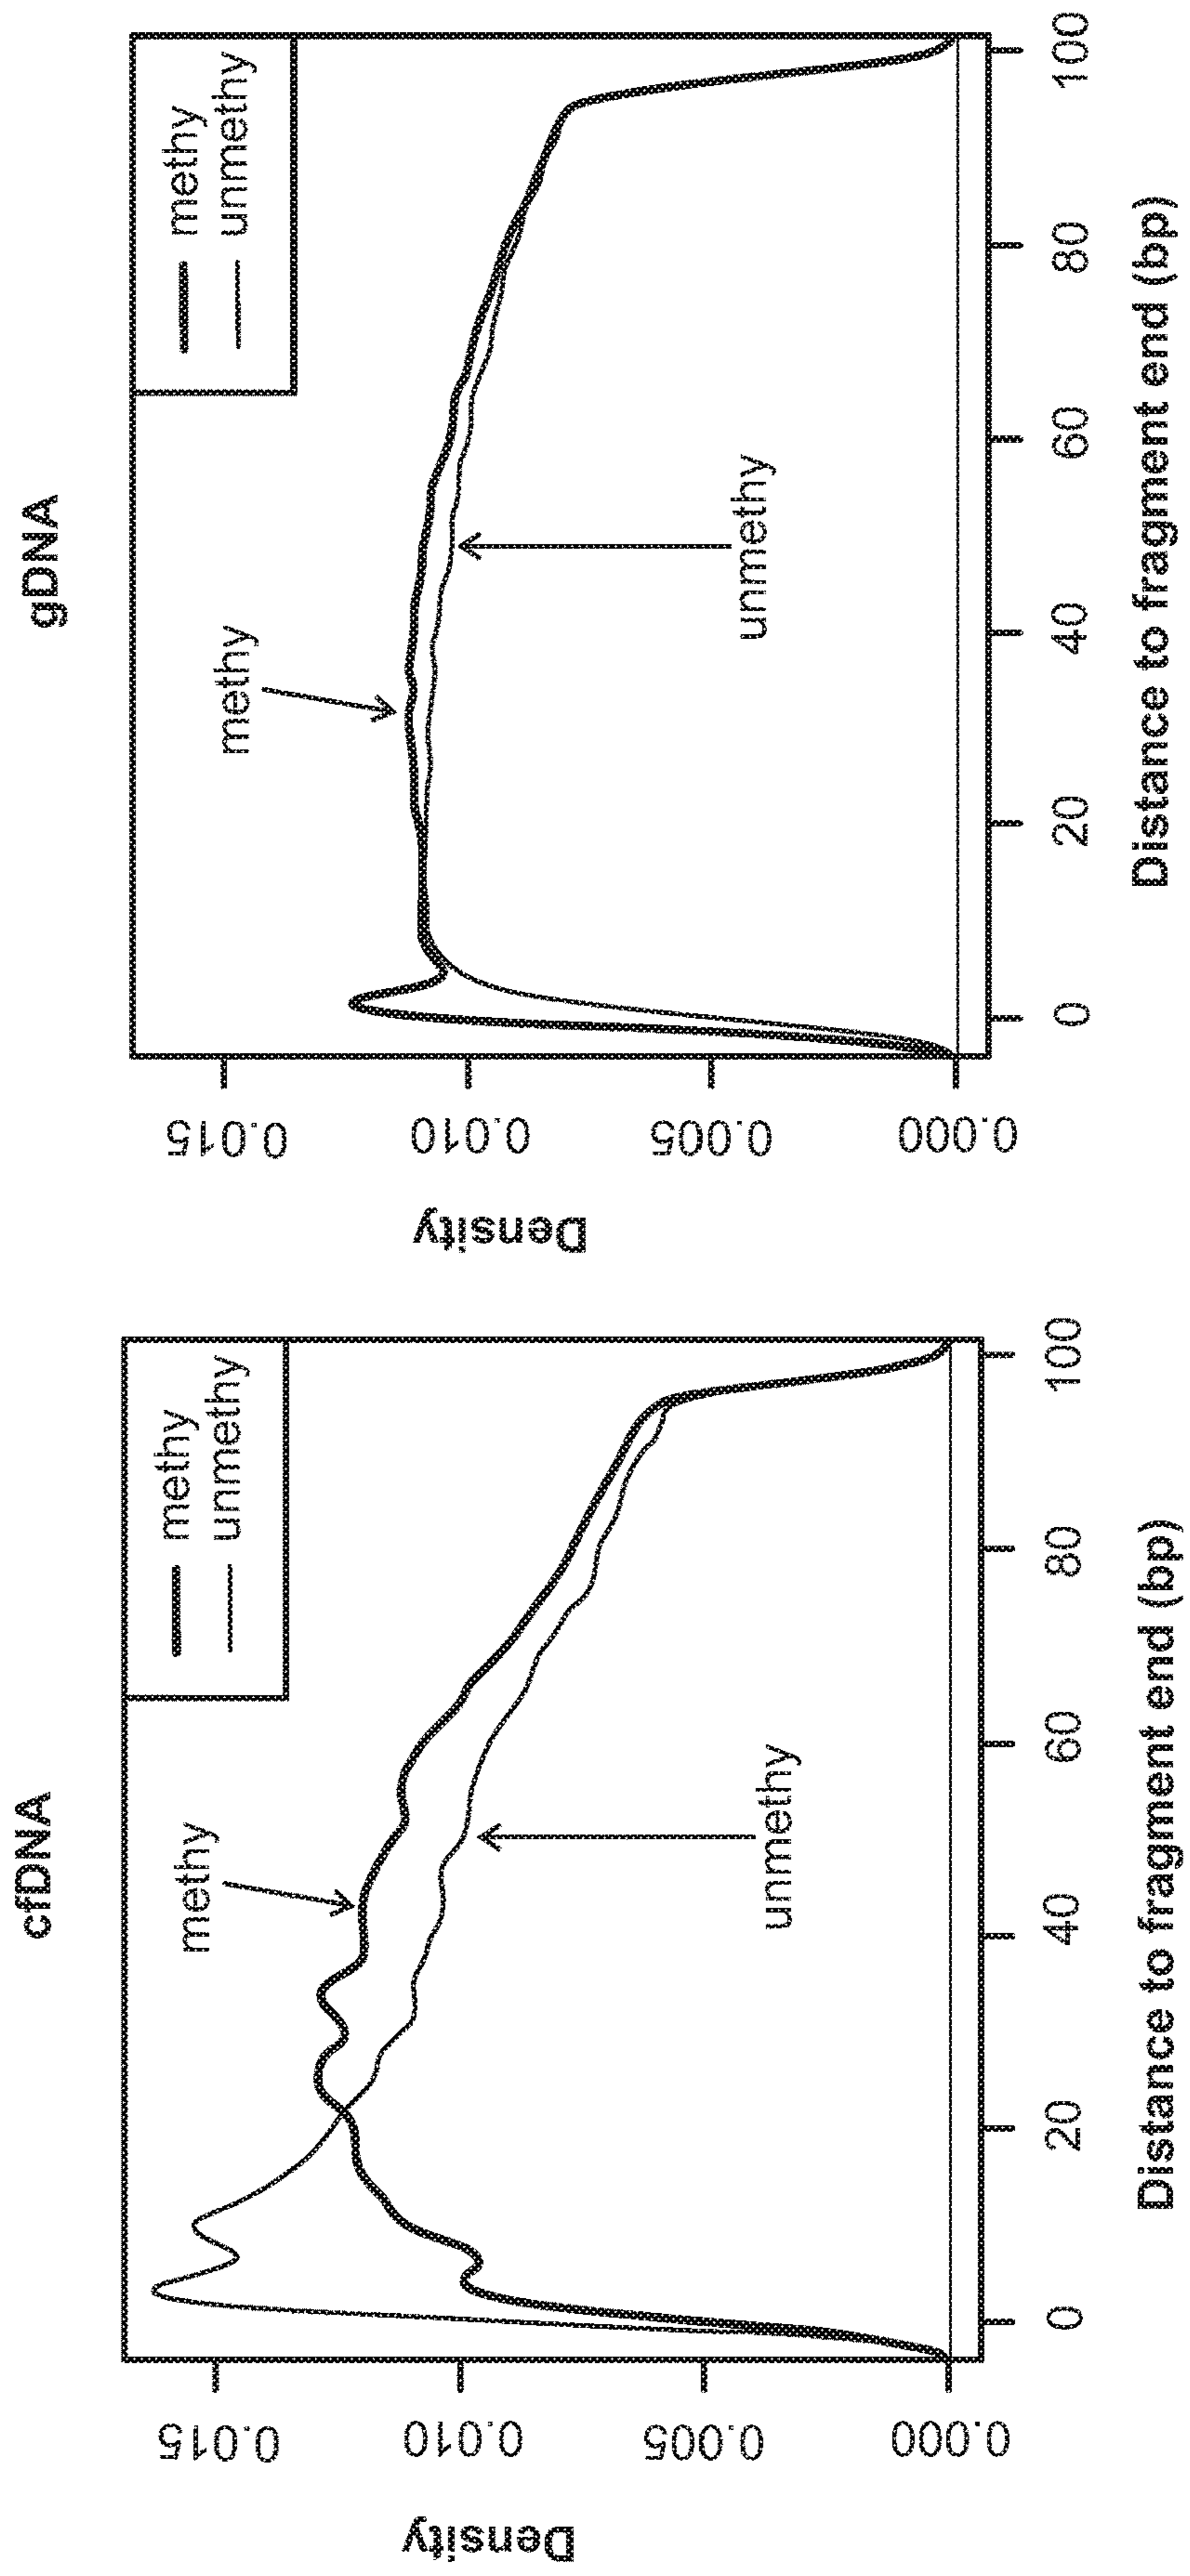 cfDNA
methy
unmethy
methy
unmethy
Density
0.015
0.010
0.005
0.000
0
20
40
60
80
100
Distance to fragment end (bp)
gDNA
methy
unmethy
methy
unmethy
Density
0.015
0.010
0.005
0.000
0
20
40
60
80
100
Distance to fragment end (bp)